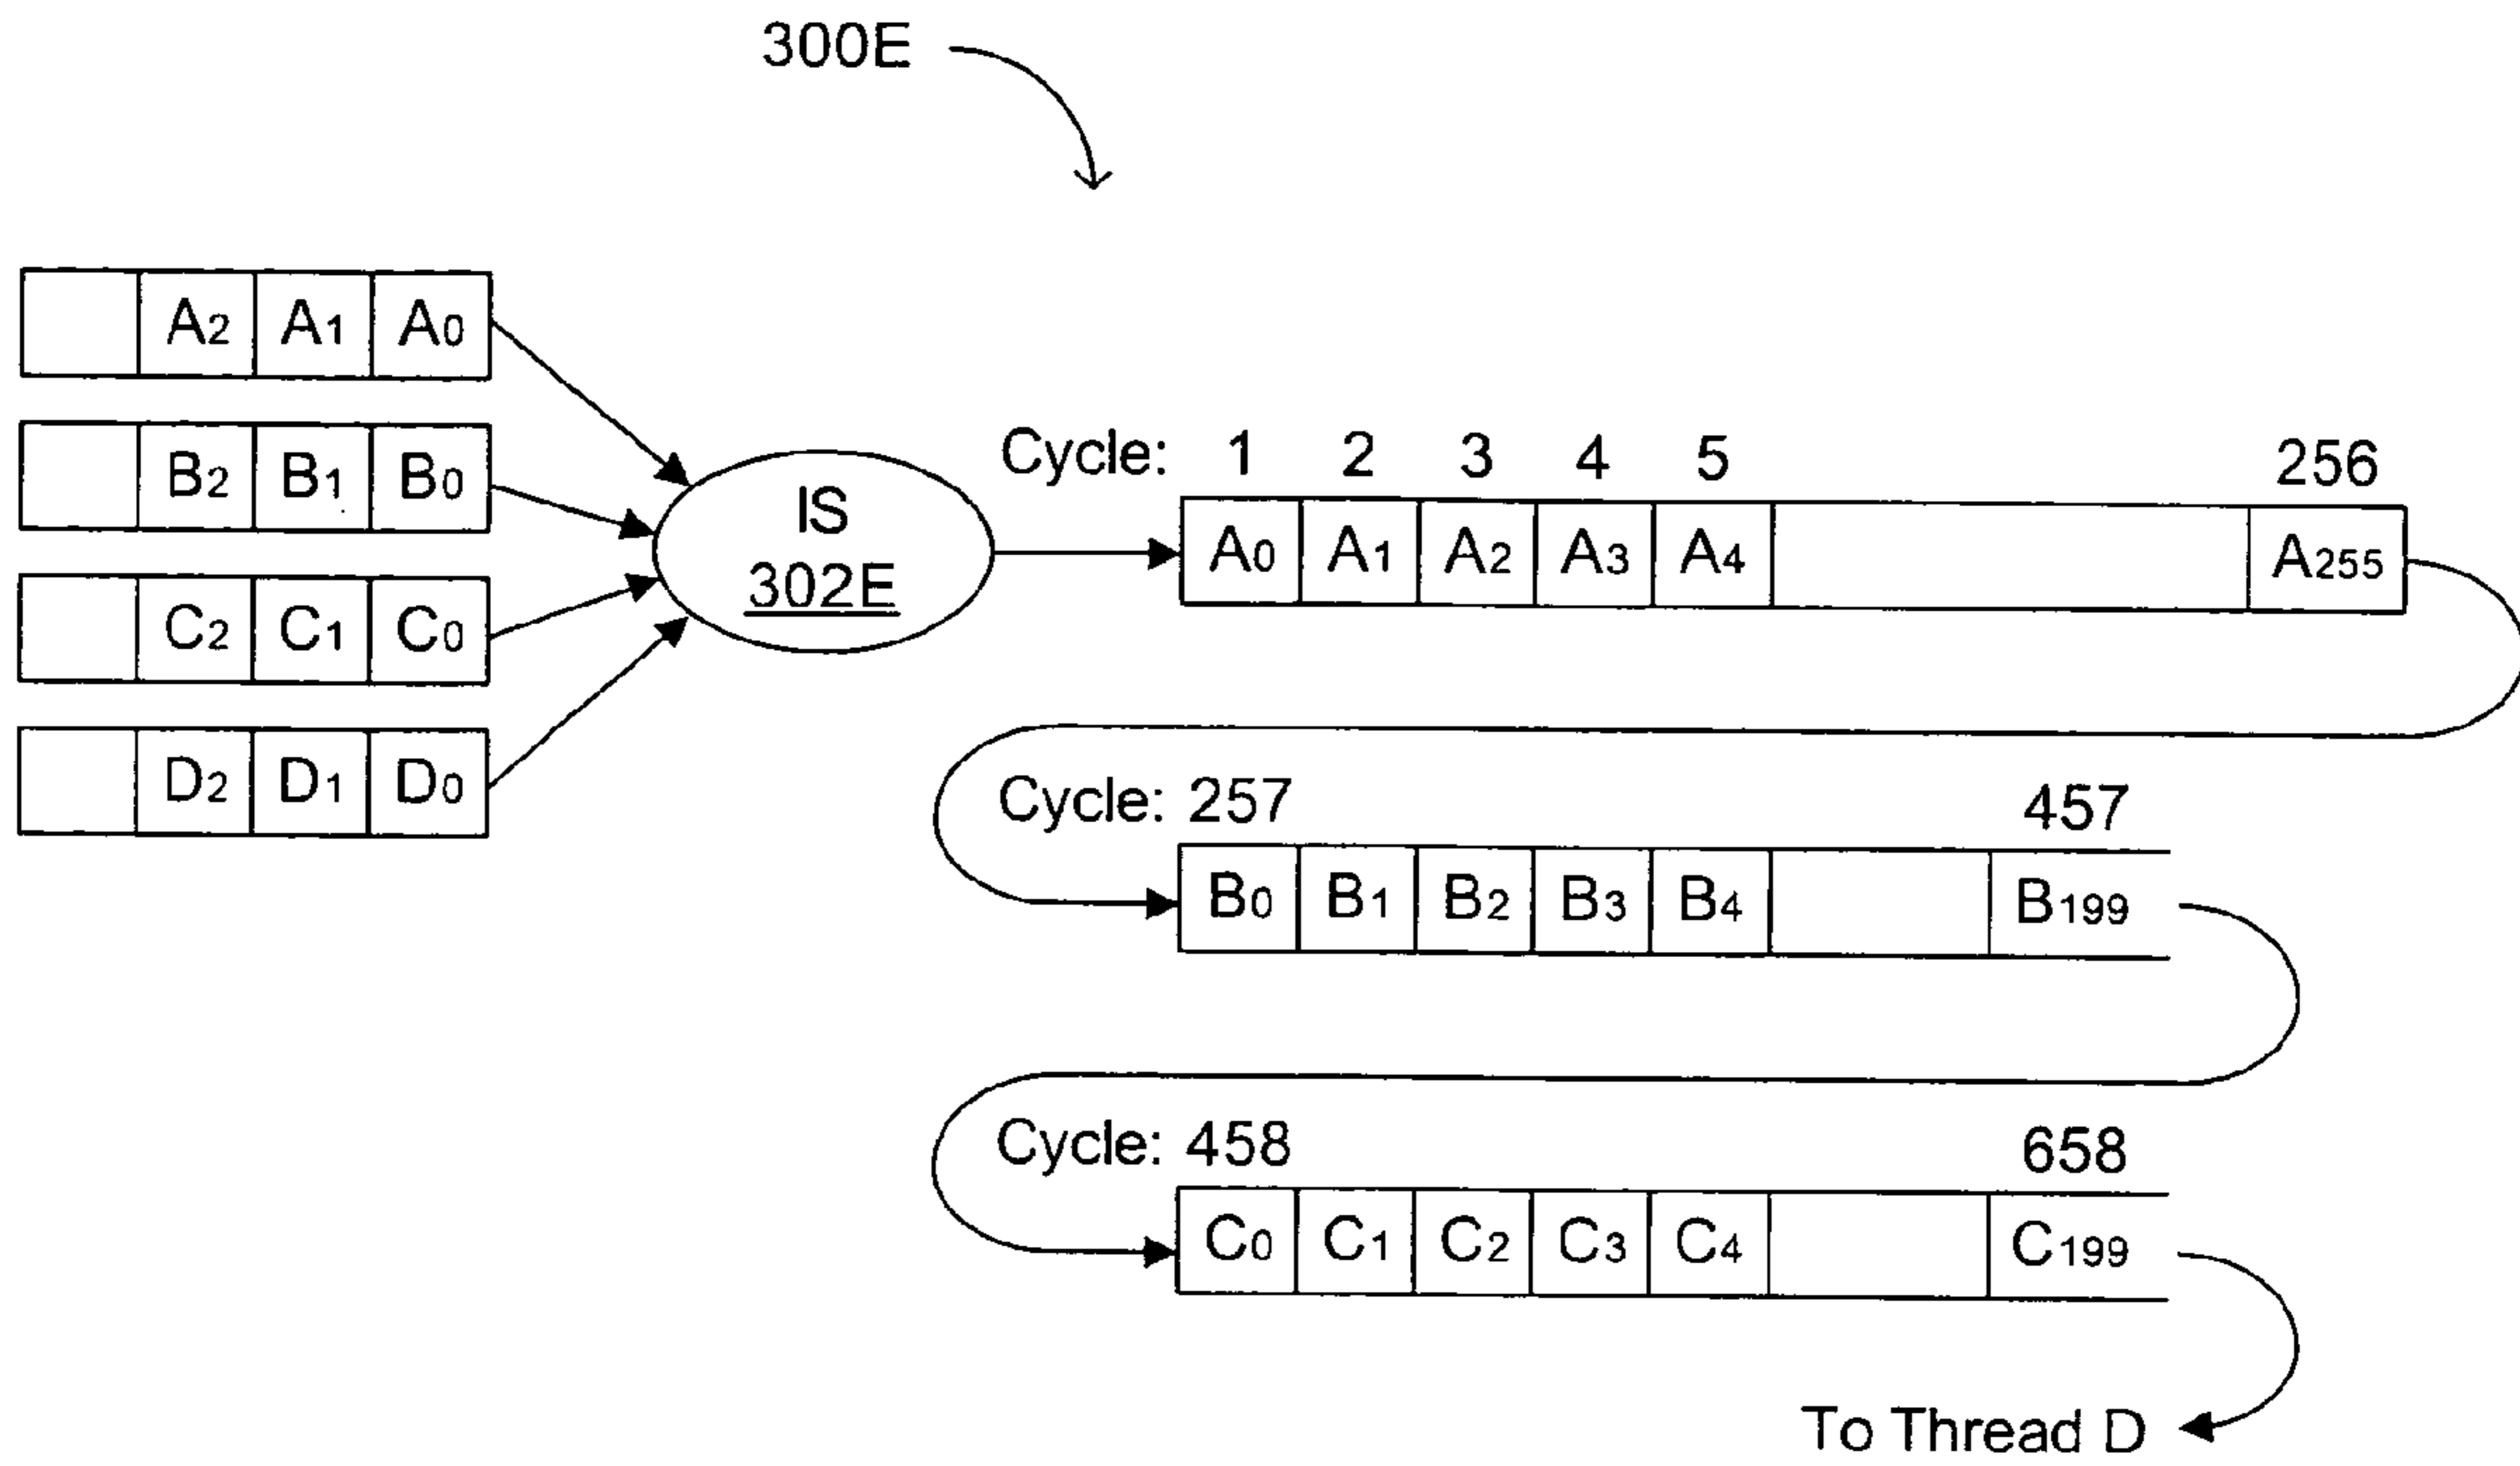 300E
A2 A1 A0
B2 B1 B0
C2 C1 C0
D2 D1 D0
IS
302E
Cycle: 1 2 3 4 5 256
A0 A1 A2 A3 A4 A255
Cycle: 257 457
B0 B1 B2 B3 B4 B199
Cycle: 458 658
C0 C1 C2 C3 C4 C199
To Thread D